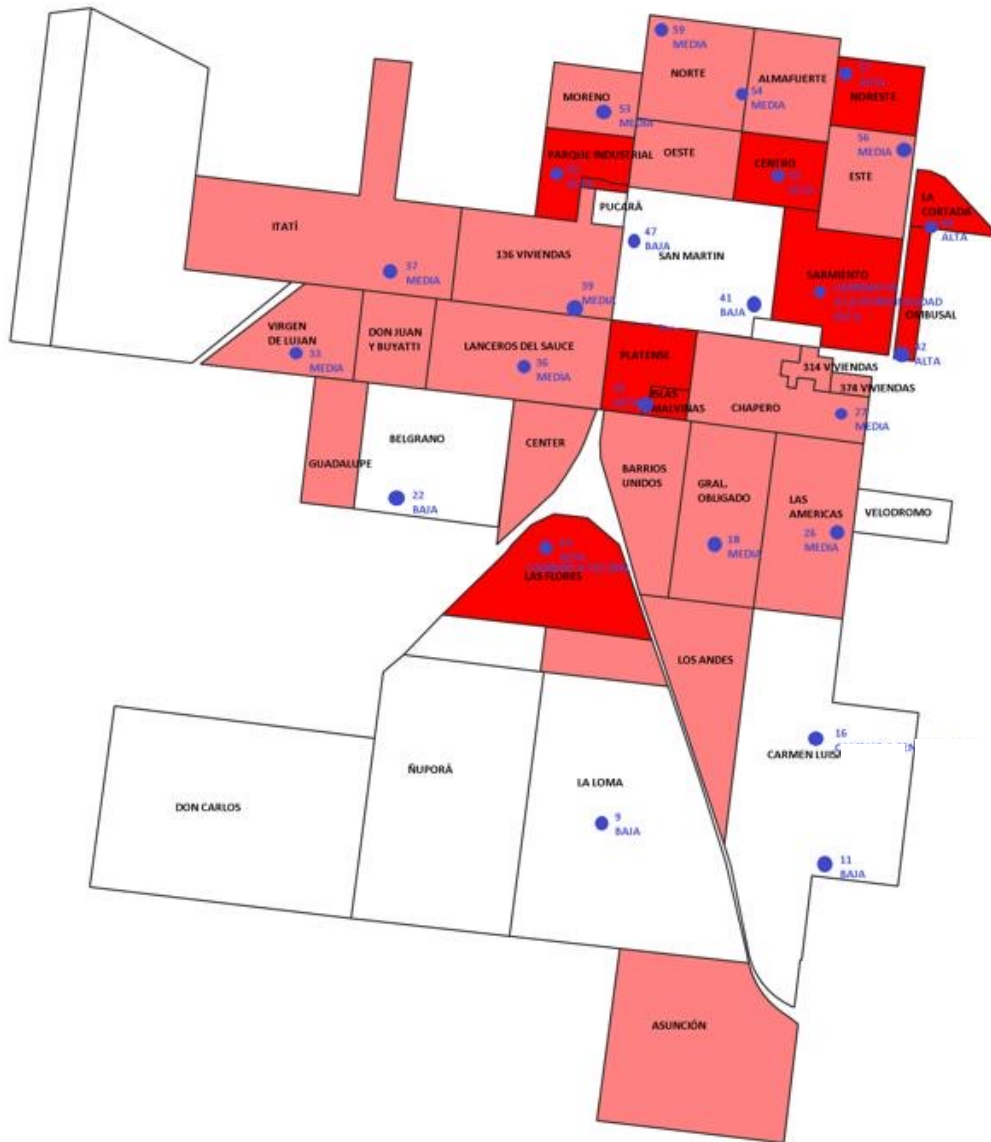 59
MEDIA
NORTE
ALMAFUERTE
54
MEDIA
NORESTE
MORENO
53
MEDIA
OESTE
56
MEDIA
PARQUE INDUSTRIAL
CENTRO
ESTE
LA
CORTADA
ALTA
PUCARÁ
ITATÍ
47
BAJA
SAN MARTIN
136 VIVIENDAS
37
MEDIA
SARMIENTO
39
MEDIA
41
BAJA
OMBUSAL
VIRGEN
DE LUJAN
33
MEDIA
DON JUAN
Y BUYATTI
LANCEROS DEL SAUCE
36
MEDIA
PLATENSE
42
ALTA
314 VIVIENDAS
374 VIVIENDAS
ISLAS
MALVINAS
CHAPERO
27
MEDIA
BELGRANO
CENTER
GUADALUPE
22
BAJA
BARRIOS
UNIDOS
GRAL.
OBLIGADO
LAS
AMERICAS
18
MEDIA
26
MEDIA
VELODROMO
LAS FLORES
LOS ANDES
16
CARMEN LUISA
ÑUPORÁ
LA LOMA
DON CARLOS
9
BAJA
11
BAJA
ASUNCIÓN